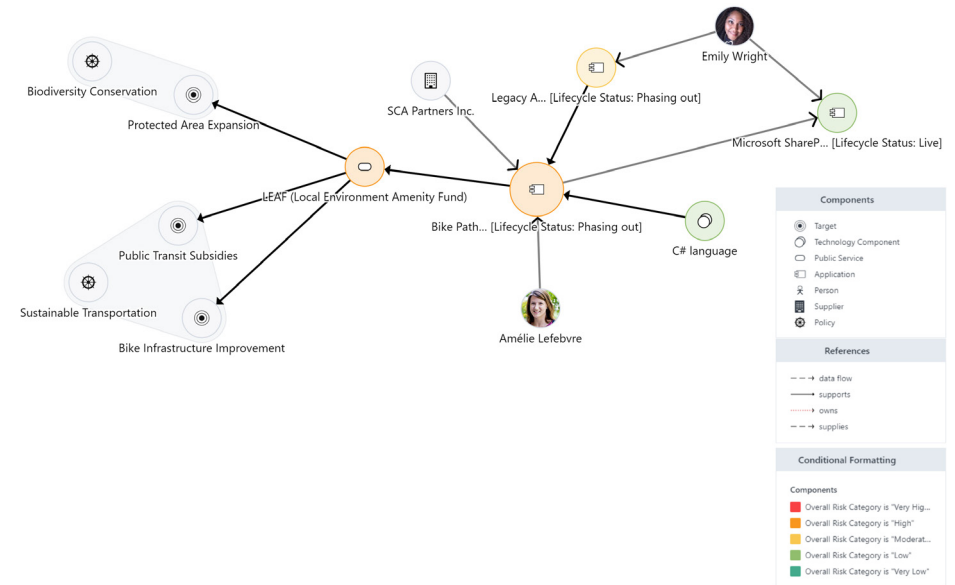 Emily Wright
Biodiversity Conservation
Protected Area Expansion
SCA Partners Inc.
Legacy A... [Lifecycle Status: Phasing out]
Microsoft ShareP... [Lifecycle Status: Live]
LEAF (Local Environment Amenity Fund)
Bike Path... [Lifecycle Status: Phasing out]
C# language
Public Transit Subsidies
Sustainable Transportation
Bike Infrastructure Improvement
Amélie Lefebvre
Components
Target
Technology Component
Public Service
Application
Person
Supplier
Policy
References
data flow
supports
owns
supplies
Conditional Formatting
Components
Overall Risk Category is "Very Hig...
Overall Risk Category is "High"
Overall Risk Category is "Moderat...
Overall Risk Category is "Low"
Overall Risk Category is "Very Low"